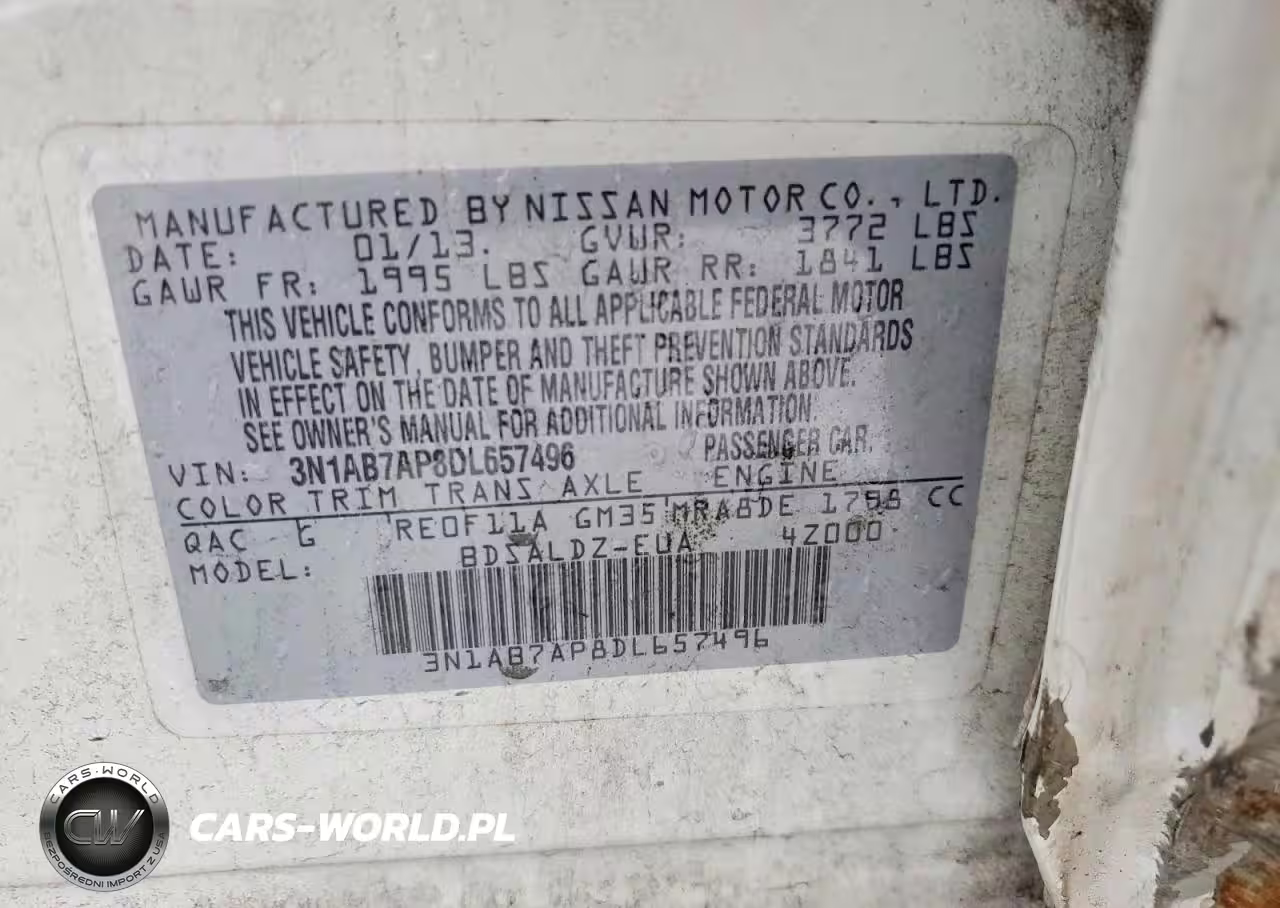 MANUFACTURED BY NISSAN MOTOR CO., LTD.
DATE: 01/13. GVWR: 3772 LBS
GAWR FR: 1995 LBS GAWR RR: 1841 LBS
THIS VEHICLE CONFORMS TO ALL APPLICABLE FEDERAL MOTOR
VEHICLE SAFETY, BUMPER AND THEFT PREVENTION STANDARDS
IN EFFECT ON THE DATE OF MANUFACTURE SHOWN ABOVE.
SEE OWNER'S MANUAL FOR ADDITIONAL INFORMATION.
VIN: 3N1AB7AP8DL657496 PASSENGER CAR.
COLOR TRIM TRANS AXLE ENGINE
QAC G RE0F11A GM35 MRA8DE 1798 CC
MODEL: BDSALDZ-EUA 4Z000
3N1AB7AP8DL657496
CARS-WORLD
CW
BEZPOŚREDNI IMPORT Z USA
CARS-WORLD.PL